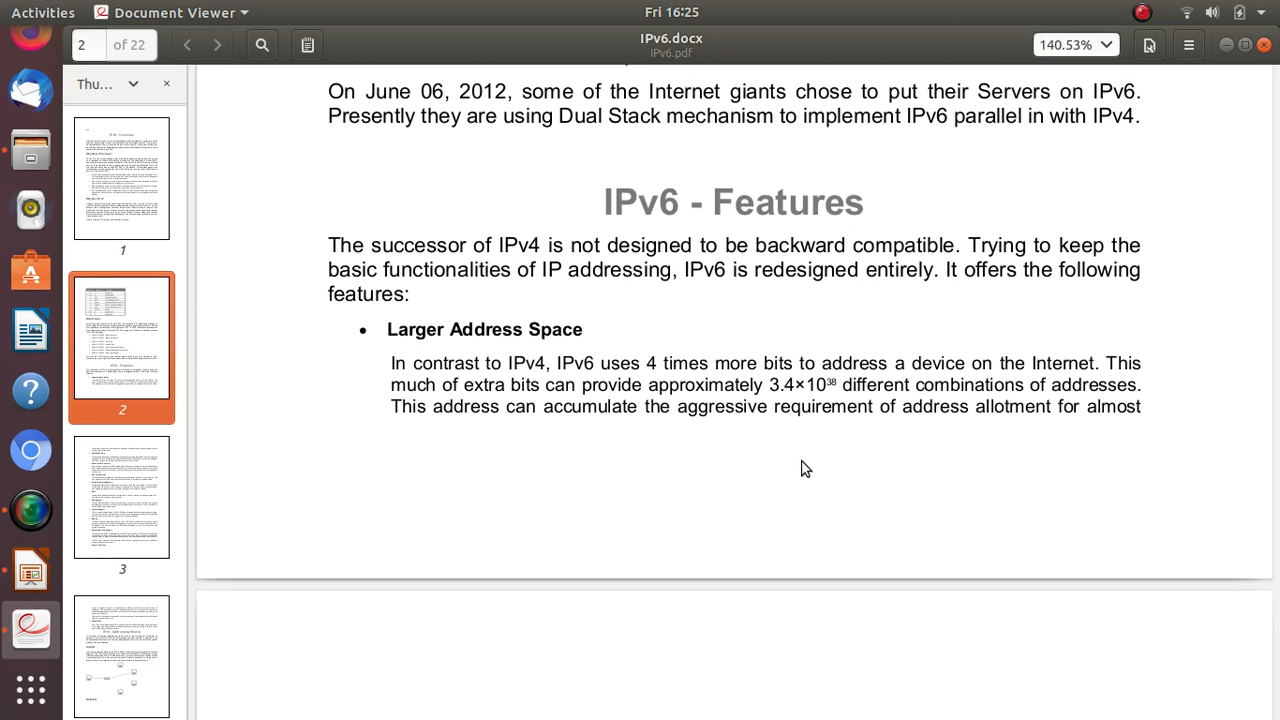 Activities
Document Viewer
Fri 16:25
2 of 22
IPv6.docx
IPv6.pdf
140.53%
Thu...
1
2
3
On June 06, 2012, some of the Internet giants chose to put their Servers on IPv6.
Presently they are using Dual Stack mechanism to implement IPv6 parallel in with IPv4.
IPv6 - Features
The successor of IPv4 is not designed to be backward compatible. Trying to keep the
basic functionalities of IP addressing, IPv6 is redesigned entirely. It offers the following
features:
• Larger Address Space
In contrast to IPv4, IPv6 uses 4 times more bits to address a device on the Internet. This
much of extra bits can provide approximately 3.4×10³⁸ different combinations of addresses.
This address can accumulate the aggressive requirement of address allotment for almost